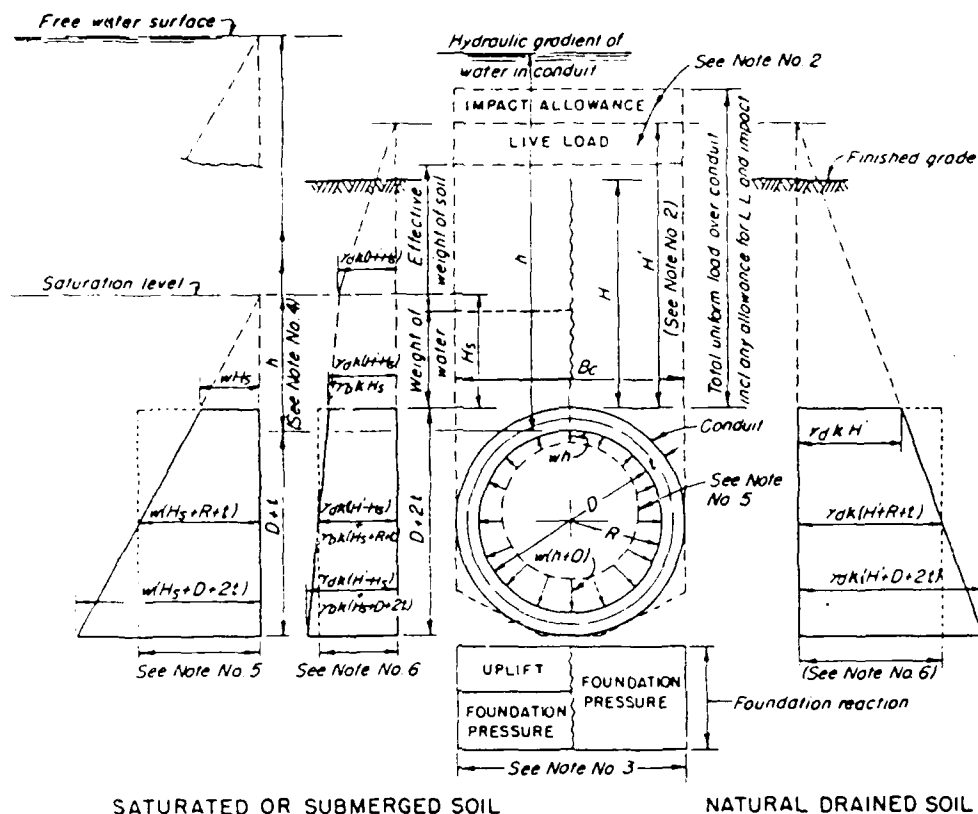 Free water surface
Hydraulic gradient of
water in conduit
See Note No. 2
IMPACT ALLOWANCE
LIVE LOAD
Finished grade
Effective
weight of soil
h
H'
(See Note No 2)
Total uniform load over conduit
incl any allowance for L L and impact
H
Saturation level
h
(See Note No. 4)
Weight of
water
Hs
Bc
wHs
γbkHs
Conduit
γdkH'
wh
See Note
No 5
D
R
D+t
D+2t
w(Hs+R+t)
γdk(H'-Hs)
+
γbk(Hs+R+t)
γdk(H'+R+t)
w(h+D)
w(Hs+D+2t)
γdk(H'-Hs)
+
γbk(Hs+D+2t)
γdk(H'+D+2t)
See Note No. 5
See Note No. 6
(See Note No. 6)
UPLIFT
FOUNDATION
PRESSURE
FOUNDATION
PRESSURE
Foundation reaction
See Note No 3
SATURATED OR SUBMERGED SOIL
NATURAL DRAINED SOIL